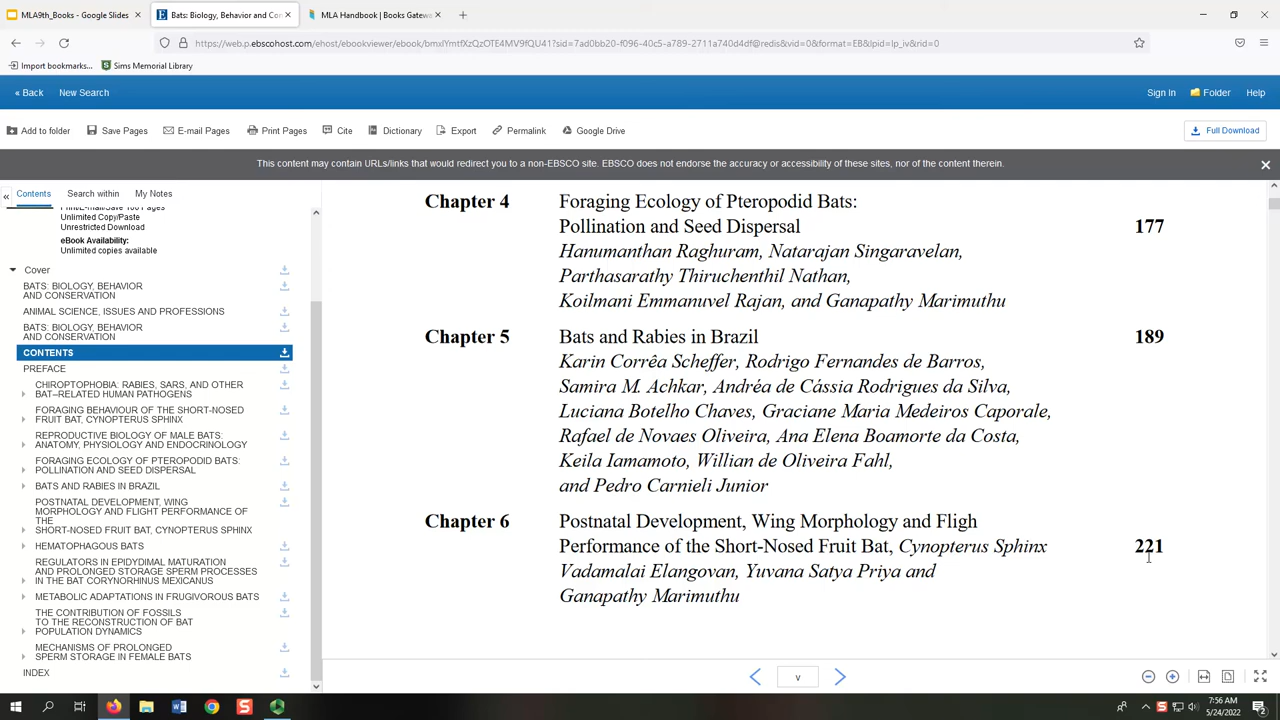 MLA9th_Books - Google Slides
Bats: Biology, Behavior and Con
MLA Handbook | Books Gatewa
https://web.p.ebscohost.com/ehost/ebookviewer/ebook/bmxlYmtfXzQzOTE4MV9fQU41?sid=7ad0bb20-f096-40c5-a789-2711a740d4df@redis&vid=0&format=EB&lpid=lp_iv&rid=0
Import bookmarks...
Sims Memorial Library
« Back
New Search
Sign In
Folder
Help
Add to folder
Save Pages
E-mail Pages
Print Pages
Cite
Dictionary
Export
Permalink
Google Drive
Full Download
This content may contain URLs/links that would redirect you to a non-EBSCO site. EBSCO does not endorse the accuracy or accessibility of these sites, nor of the content therein.
Contents
Search within
My Notes
Print/E-mail/Save 100 Pages
Unlimited Copy/Paste
Unrestricted Download
eBook Availability:
Unlimited copies available
Cover
BATS: BIOLOGY, BEHAVIOR
AND CONSERVATION
ANIMAL SCIENCE, ISSUES AND PROFESSIONS
BATS: BIOLOGY, BEHAVIOR
AND CONSERVATION
CONTENTS
PREFACE
CHIROPTOPHOBIA: RABIES, SARS, AND OTHER
BAT–RELATED HUMAN PATHOGENS
FORAGING BEHAVIOUR OF THE SHORT-NOSED
FRUIT BAT, CYNOPTERUS SPHINX
REPRODUCTIVE BIOLOGY OF MALE BATS:
ANATOMY, PHYSIOLOGY AND ENDOCRINOLOGY
FORAGING ECOLOGY OF PTEROPODID BATS:
POLLINATION AND SEED DISPERSAL
BATS AND RABIES IN BRAZIL
POSTNATAL DEVELOPMENT, WING
MORPHOLOGY AND FLIGHT PERFORMANCE OF
THE
SHORT-NOSED FRUIT BAT, CYNOPTERUS SPHINX
HEMATOPHAGOUS BATS
REGULATORS IN EPIDYDIMAL MATURATION
AND PROLONGED STORAGE SPERM PROCESSES
IN THE BAT CORYNORHINUS MEXICANUS
METABOLIC ADAPTATIONS IN FRUGIVOROUS BATS
THE CONTRIBUTION OF FOSSILS
TO THE RECONSTRUCTION OF BAT
POPULATION DYNAMICS
MECHANISMS OF PROLONGED
SPERM STORAGE IN FEMALE BATS
INDEX
Chapter 4 Foraging Ecology of Pteropodid Bats:
Pollination and Seed Dispersal 177
Hanumanthan Raghuram, Natarajan Singaravelan,
Parthasarathy Thiruchenthil Nathan,
Koilmani Emmanuvel Rajan, and Ganapathy Marimuthu
Chapter 5 Bats and Rabies in Brazil 189
Karin Corrêa Scheffer, Rodrigo Fernandes de Barros,
Samira M. Achkar, Andréa de Cássia Rodrigues da Silva,
Luciana Botelho Chaves, Graciane Maria Medeiros Caporale,
Rafael de Novaes Oliveira, Ana Elena Boamorte da Costa,
Keila Iamamoto, Willian de Oliveira Fahl,
and Pedro Carnieli Junior
Chapter 6 Postnatal Development, Wing Morphology and Fligh
Performance of the Short-Nosed Fruit Bat, Cynopterus Sphinx 221
Vadamalai Elangovan, Yuvana Satya Priya and
Ganapathy Marimuthu
v
7:56 AM
5/24/2022